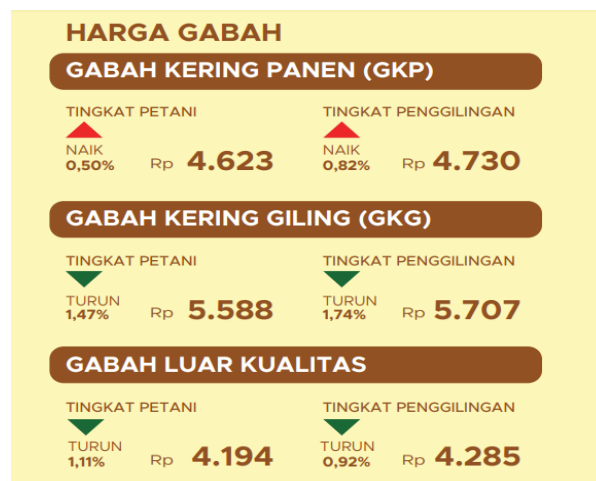 HARGA GABAH
GABAH KERING PANEN (GKP)
TINGKAT PETANI
NAIK
0,50%
Rp 4.623
TINGKAT PENGGILINGAN
NAIK
0,82%
Rp 4.730
GABAH KERING GILING (GKG)
TINGKAT PETANI
TURUN
1,47%
Rp 5.588
TINGKAT PENGGILINGAN
TURUN
1,74%
Rp 5.707
GABAH LUAR KUALITAS
TINGKAT PETANI
TURUN
1,11%
Rp 4.194
TINGKAT PENGGILINGAN
TURUN
0,92%
Rp 4.285